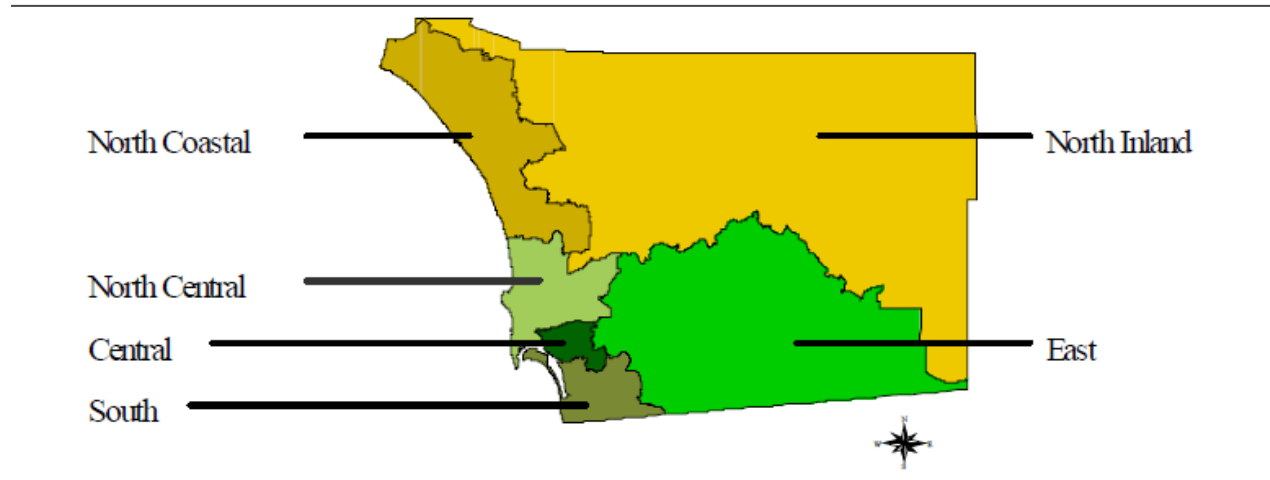 North Coastal
North Inland
North Central
Central
East
South
N
W
S